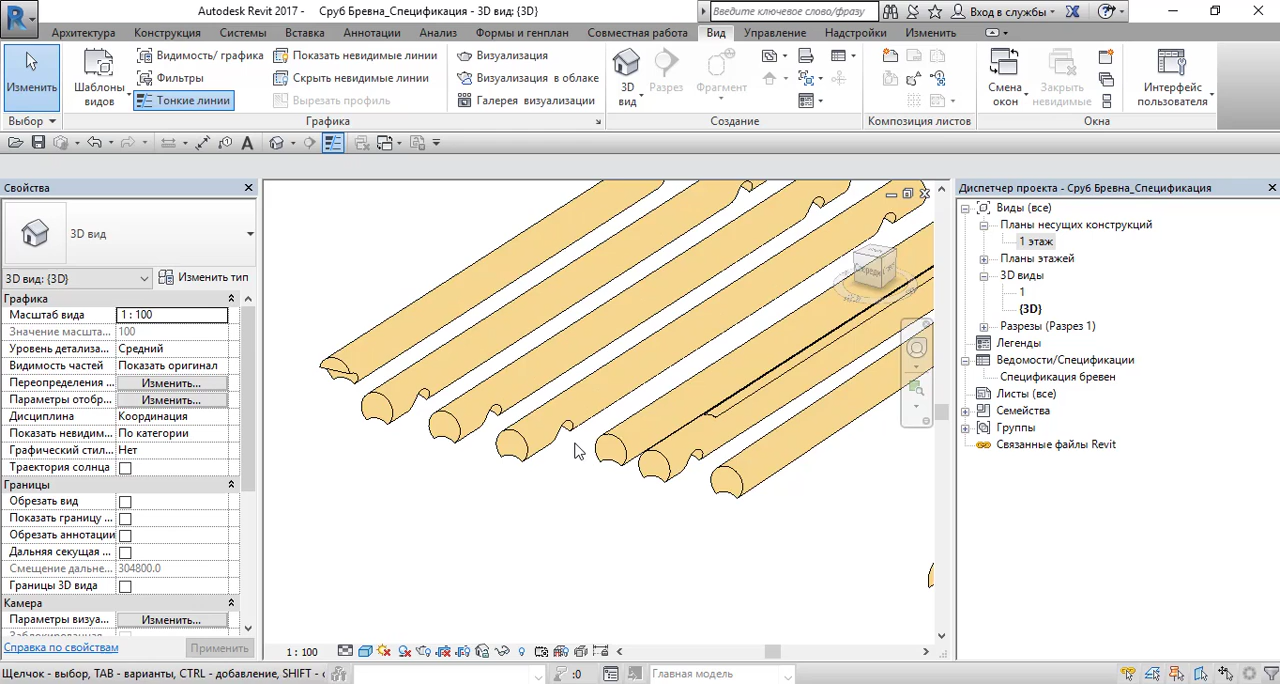 Autodesk Revit 2017 - Сруб Бревна_Спецификация - 3D вид: {3D}
Введите ключевое слово/фразу
Вход в службы
Архитектура Конструкция Системы Вставка Аннотации Анализ Формы и генплан Совместная работа Вид Управление Надстройки Изменить
Изменить
Шаблоны видов
Видимость/ графика
Фильтры
Тонкие линии
Показать невидимые линии
Скрыть невидимые линии
Вырезать профиль
Визуализация
Визуализация в облаке
Галерея визуализации
3D вид
Разрез
Фрагмент
Смена окон
Закрыть невидимые
Интерфейс пользователя
Выбор
Графика
Создание
Композиция листов
Окна
Свойства
3D вид
3D вид: {3D}
Изменить тип
Графика
Масштаб вида 1 : 100
Значение масшта... 100
Уровень детализа... Средний
Видимость частей Показать оригинал
Переопределения ... Изменить...
Параметры отобр... Изменить...
Дисциплина Координация
Показать невидим... По категории
Графический стил... Нет
Траектория солнца
Границы
Обрезать вид
Показать границу ...
Обрезать аннотации
Дальняя секущая ...
Смещение дальне... 304800.0
Границы 3D вида
Камера
Параметры визуа... Изменить...
Справка по свойствам
Применить
1 : 100
Диспетчер проекта - Сруб Бревна_Спецификация
Виды (все)
Планы несущих конструкций
1 этаж
Планы этажей
3D виды
1
{3D}
Разрезы (Разрез 1)
Легенды
Ведомости/Спецификации
Спецификация бревен
Листы (все)
Семейства
Группы
Связанные файлы Revit
Щелчок - выбор, TAB - варианты, CTRL - добавление, SHIFT - с
:0
Главная модель